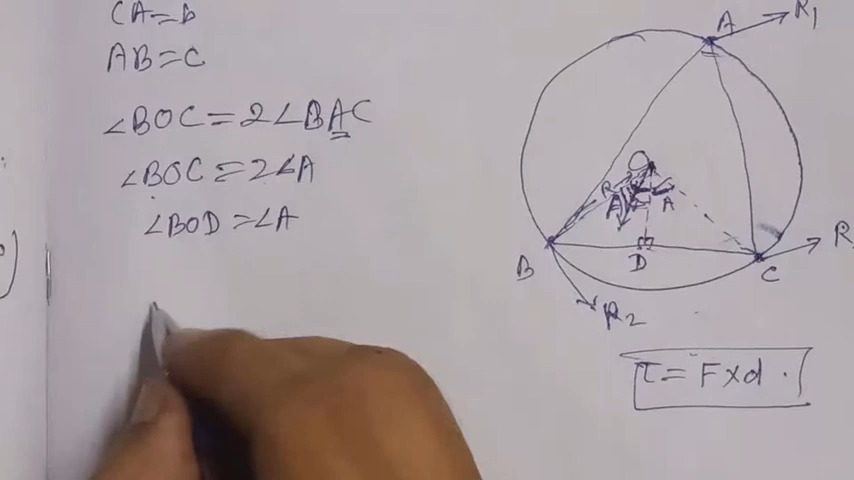 CA=b
AB=C
∠BOC=2∠BAC
∠BOC=2∠A
∠BOD=∠A
A
R1
O
R
A
A
B
D
C
R
R2
τ=F×d.